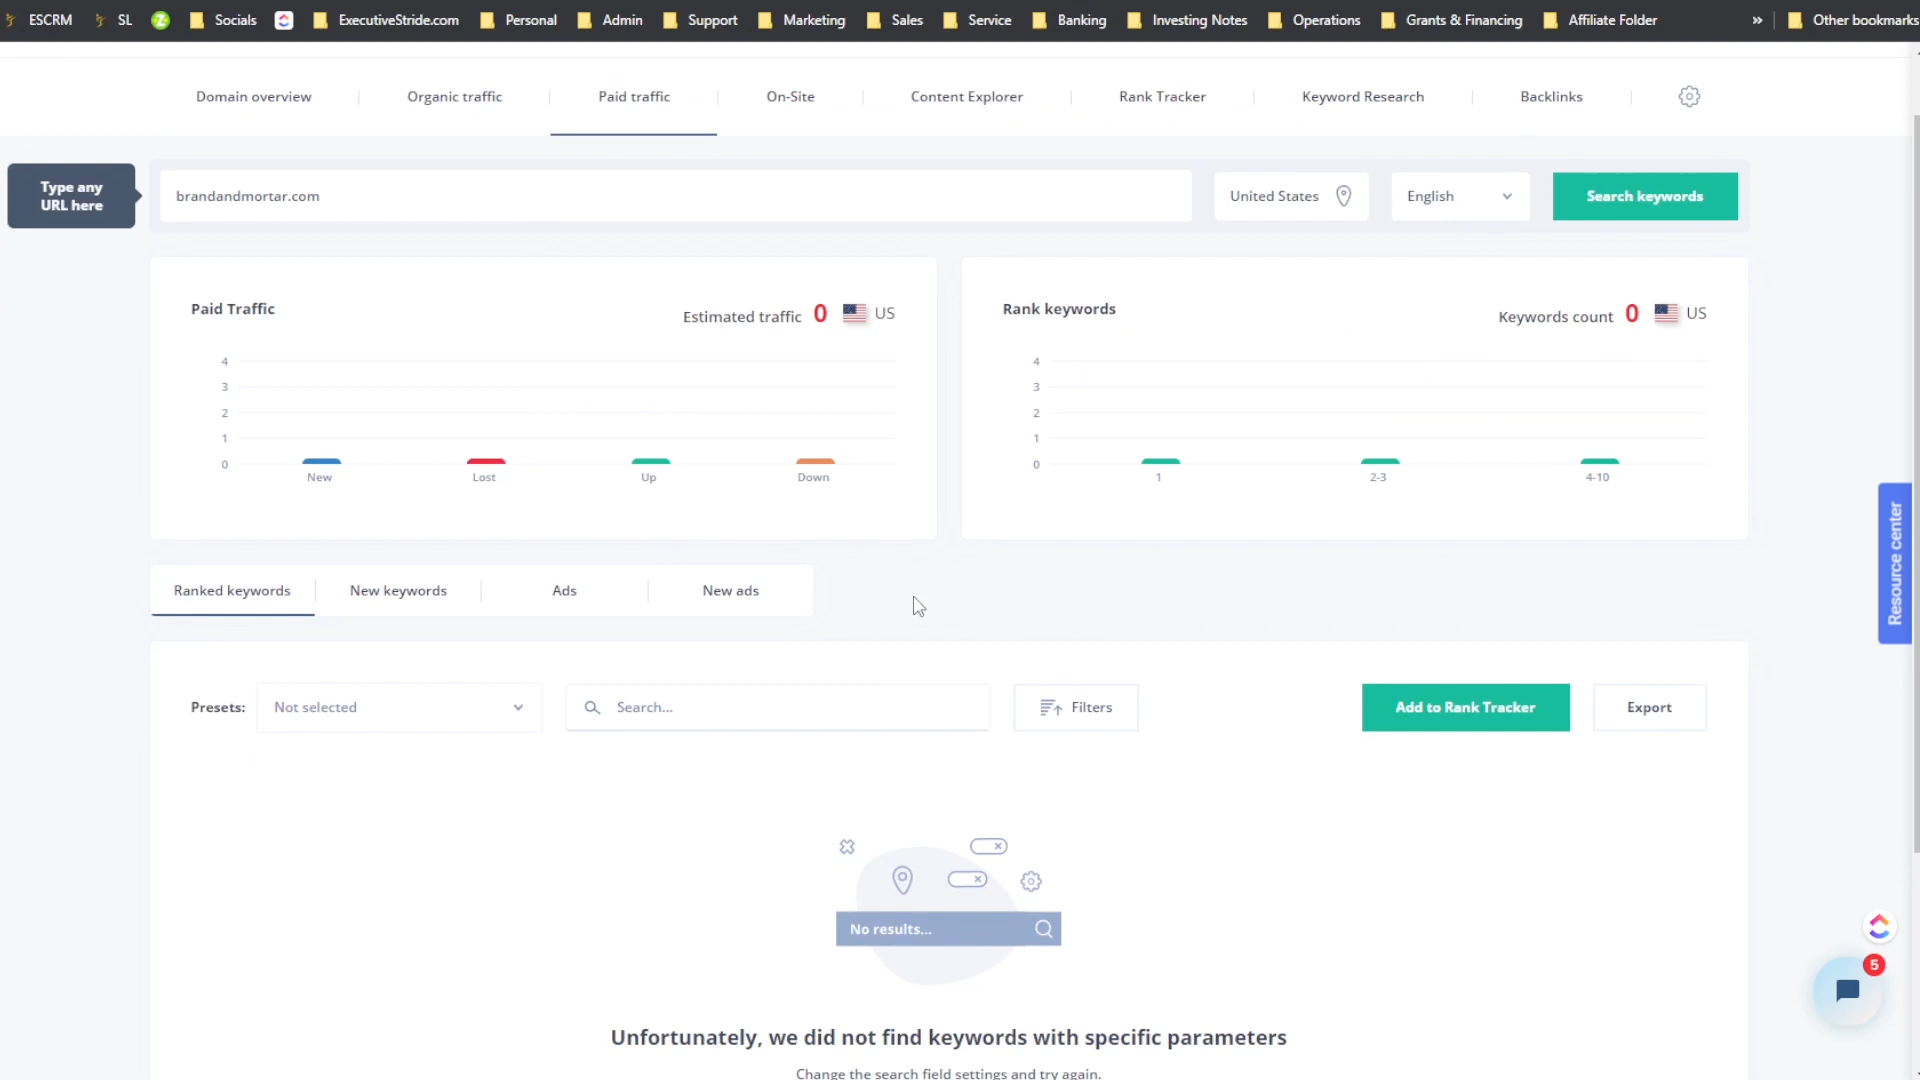 ESCRM SL Socials ExecutiveStride.com Personal Admin Support Marketing Sales Service Banking Investing Notes Operations Grants & Financing Affiliate Folder » Other bookmarks
Domain overview Organic traffic Paid traffic On-Site Content Explorer Rank Tracker Keyword Research Backlinks
Type any
URL here
brandandmortar.com United States English Search keywords
Paid Traffic Estimated traffic 0 US
4
3
2
1
0
New Lost Up Down
Rank keywords Keywords count 0 US
4
3
2
1
0
1 2-3 4-10
Resource center
Ranked keywords New keywords Ads New ads
Presets: Not selected Search... Filters Add to Rank Tracker Export
No results...
5
Unfortunately, we did not find keywords with specific parameters
Change the search field settings and try again.